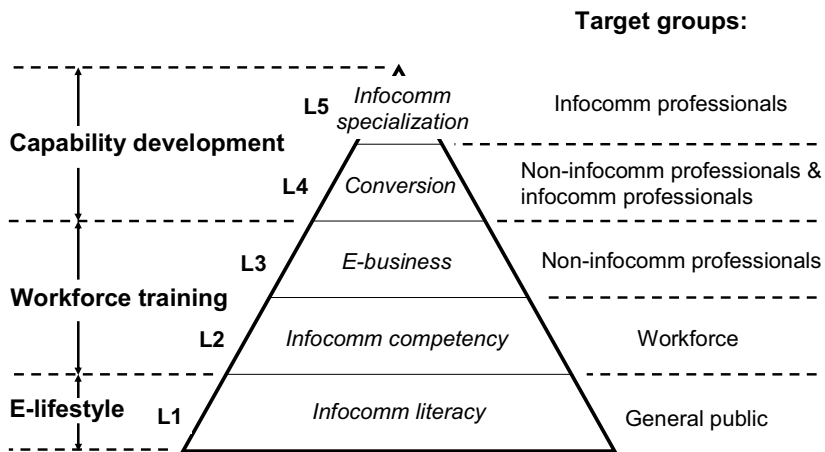 Target groups:
L5
Infocomm
specialization
Infocomm professionals
Capability development
L4
Conversion
Non-infocomm professionals &
infocomm professionals
L3
E-business
Non-infocomm professionals
Workforce training
L2
Infocomm competency
Workforce
E-lifestyle
L1
Infocomm literacy
General public